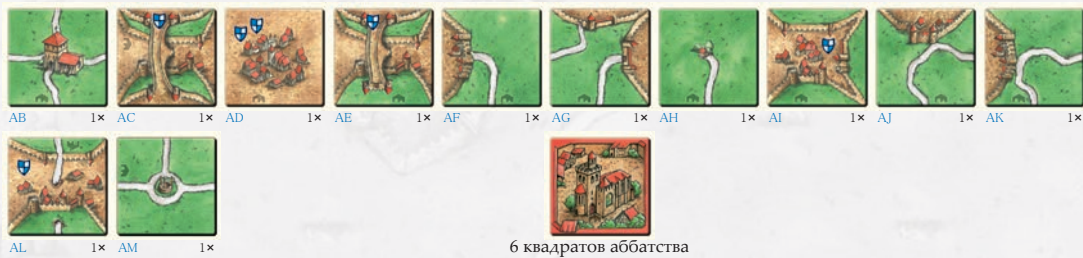 AB 1× AC 1× AD 1× AE 1× AF 1× AG 1× AH 1× AI 1× AJ 1× AK 1×
AL 1× AM 1×
6 квадратов аббатства